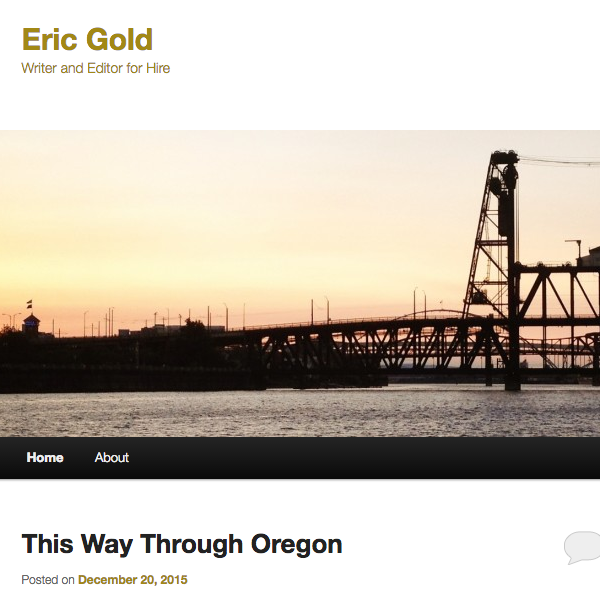 Eric Gold
Writer and Editor for Hire
Home About
This Way Through Oregon
Posted on December 20, 2015